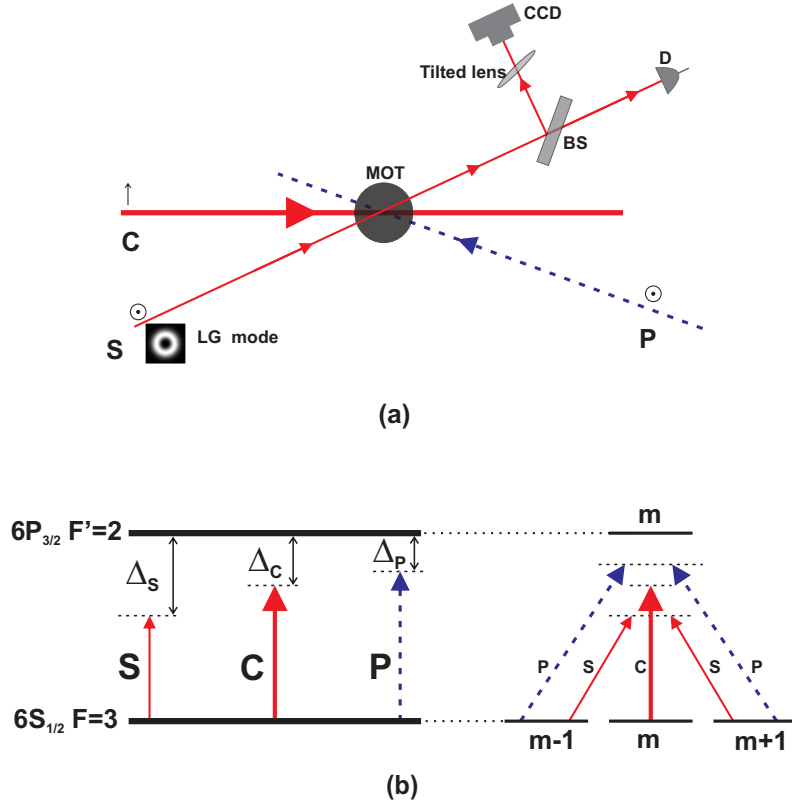 CCD
D
Tilted lens
BS
MOT
C
S
LG mode
P
(a)
6P3/2 F'=2
m
ΔS
ΔC
ΔP
S
C
P
P
S
C
S
P
6S1/2 F=3
m-1
m
m+1
(b)